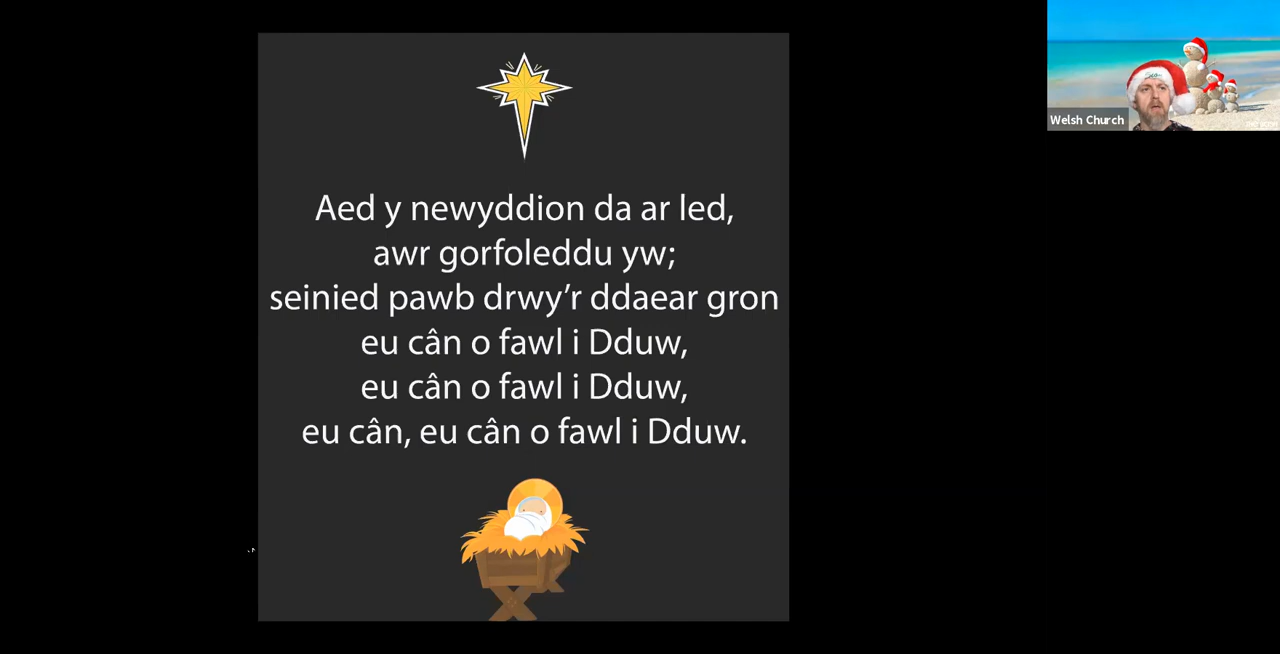 Aed y newyddion da ar led,
awr gorfoleddu yw;
seinied pawb drwy’r ddaear gron
eu cân o fawl i Dduw,
eu cân o fawl i Dduw,
eu cân, eu cân o fawl i Dduw.
Welsh Church